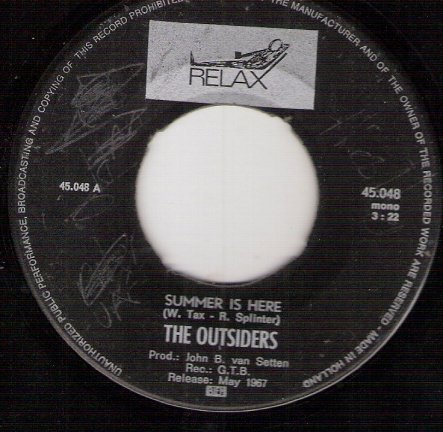 UNAUTHORIZED PUBLIC PERFORMANCE, BROADCASTING AND COPYING OF THIS RECORD PROHIBITED
THE MANUFACTURER AND OF THE OWNER OF THE RECORDED WORK ARE RESERVED - MADE IN HOLLAND
RELAX
45.048 A
45.048
mono
3 : 22
SUMMER IS HERE
(W. Tax - R. Splinter)
THE OUTSIDERS
Prod.: John B. van Setten
Rec.: G.T.B.
Release: May 1967